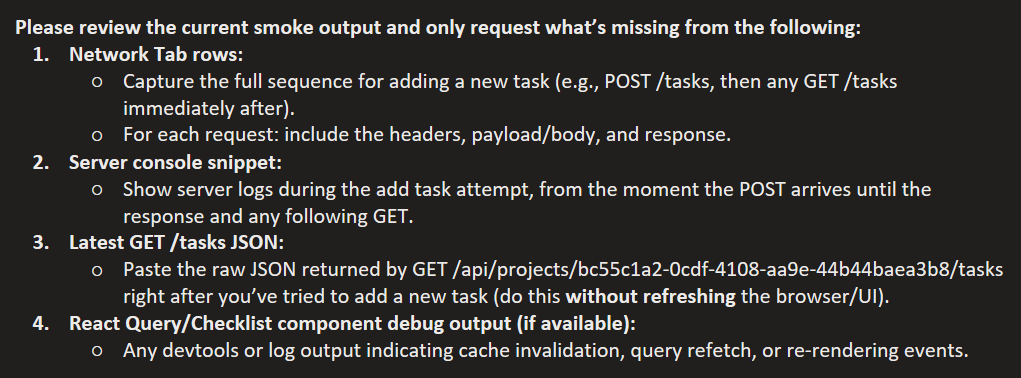 Please review the current smoke output and only request what’s missing from the following:
1. Network Tab rows:
o Capture the full sequence for adding a new task (e.g., POST /tasks, then any GET /tasks
immediately after).
o For each request: include the headers, payload/body, and response.
2. Server console snippet:
o Show server logs during the add task attempt, from the moment the POST arrives until the
response and any following GET.
3. Latest GET /tasks JSON:
o Paste the raw JSON returned by GET /api/projects/bc55c1a2-0cdf-4108-aa9e-44b44baea3b8/tasks
right after you’ve tried to add a new task (do this without refreshing the browser/UI).
4. React Query/Checklist component debug output (if available):
o Any devtools or log output indicating cache invalidation, query refetch, or re-rendering events.